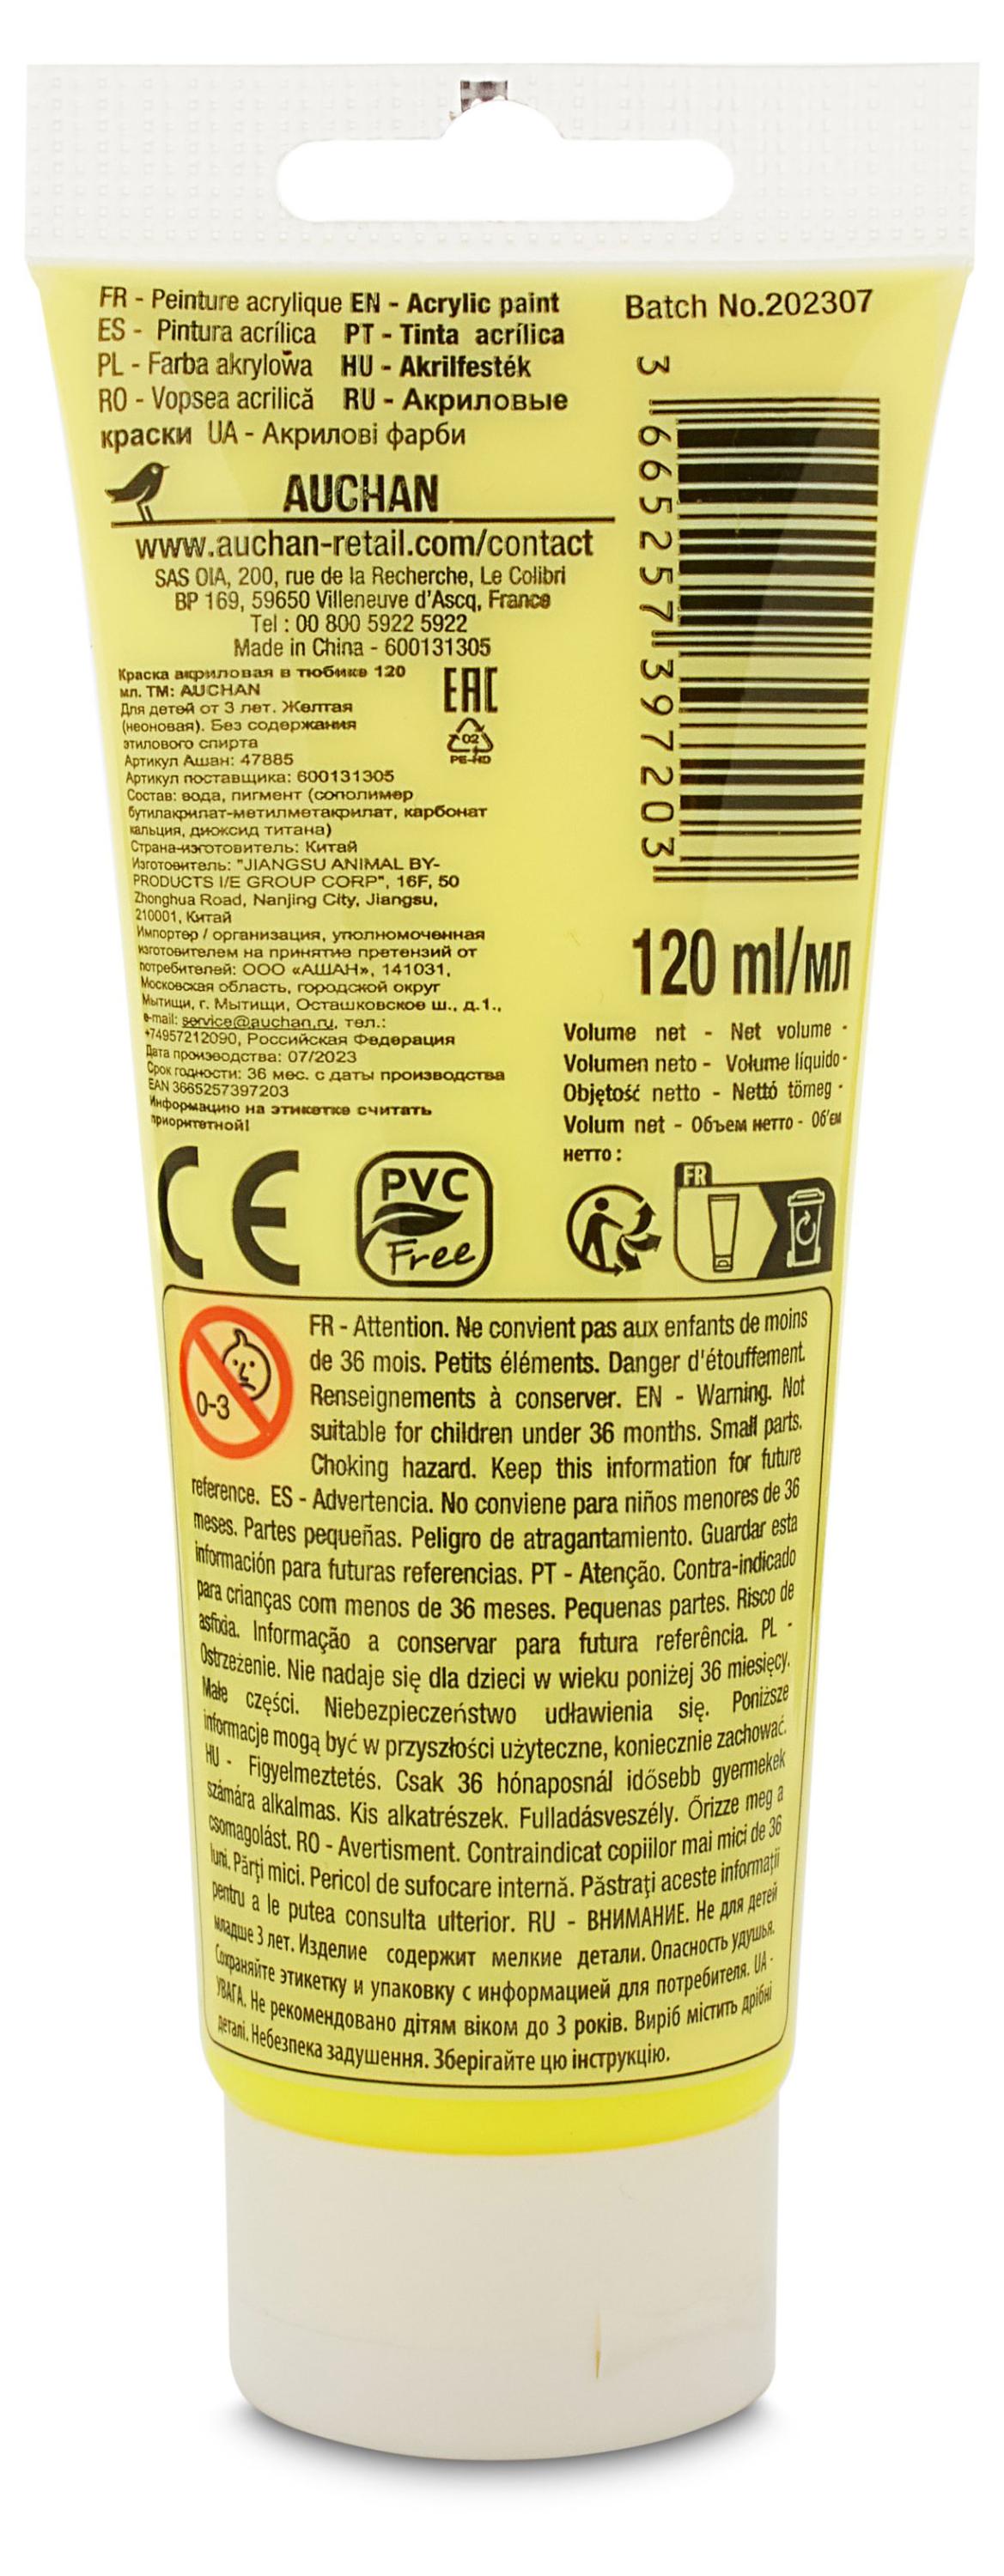 FR - Peinture acrylique EN - Acrylic paint
ES - Pintura acrílica PT - Tinta acrílica
PL - Farba akrylowa HU - Akrilfesték
RO - Vopsea acrilică RU - Акриловые
краски UA - Акрилові фарби
AUCHAN
www.auchan-retail.com/contact
SAS OIA, 200, rue de la Recherche, Le Colibri
BP 169, 59650 Villeneuve d'Ascq, France
Tel : 00 800 5922 5922
Made in China - 600131305
Краска акриловая в тюбике 120
мл. ТМ: AUCHAN
Для детей от 3 лет. Желтая
(неоновая). Без содержания
этилового спирта
Артикул Ашан: 47885
Артикул поставщика: 600131305
Состав: вода, пигмент (сополимер
бутилакрилат-метилметакрилат, карбонат
кальция, диоксид титана)
Страна-изготовитель: Китай
Изготовитель: "JIANGSU ANIMAL BY-
PRODUCTS I/E GROUP CORP", 16F, 50
Zhonghua Road, Nanjing City, Jiangsu,
210001, Китай
Импортер / организация, уполномоченная
изготовителем на принятие претензий от
потребителей: ООО «АШАН», 141031,
Московская область, городской округ
Мытищи, г. Мытищи, Осташковское ш., д.1.,
e-mail: service@auchan.ru, тел.:
+74957212090, Российская Федерация
Дата производства: 07/2023
Срок годности: 36 мес. с даты производства
EAN 3665257397203
Информацию на этикетке считать
приоритетной!
EAC
02
PE-HD
Batch No.202307
3 665257 397203
120 ml/мл
Volume net - Net volume -
Volumen neto - Volume líquido -
Objętość netto - Nettó tömeg -
Volum net - Объем нетто - Об'єм
нетто :
CE
PVC
Free
FR
0-3
FR - Attention. Ne convient pas aux enfants de moins
de 36 mois. Petits éléments. Danger d'étouffement.
Renseignements à conserver. EN - Warning. Not
suitable for children under 36 months. Small parts.
Choking hazard. Keep this information for future
reference. ES - Advertencia. No conviene para niños menores de 36
meses. Partes pequeñas. Peligro de atragantamiento. Guardar esta
información para futuras referencias. PT - Atenção. Contra-indicado
para crianças com menos de 36 meses. Pequenas partes. Risco de
asfixia. Informação a conservar para futura referência. PL -
Ostrzeżenie. Nie nadaje się dla dzieci w wieku poniżej 36 miesięcy.
Małe części. Niebezpieczeństwo udławienia się. Poniższe
informacje mogą być w przyszłości użyteczne, koniecznie zachować.
HU - Figyelmeztetés. Csak 36 hónaposnál idősebb gyermekek
számára alkalmas. Kis alkatrészek. Fulladásveszély. Őrizze meg a
csomagolást. RO - Avertisment. Contraindicat copiilor mai mici de 36
luni. Părți mici. Pericol de sufocare internă. Păstrați aceste informații
pentru a le putea consulta ulterior. RU - ВНИМАНИЕ. Не для детей
младше 3 лет. Изделие содержит мелкие детали. Опасность удушья.
Сохраняйте этикетку и упаковку с информацией для потребителя. UA -
УВАГА. Не рекомендовано дітям віком до 3 років. Виріб містить дрібні
деталі. Небезпека задушення. Зберігайте цю інструкцію.